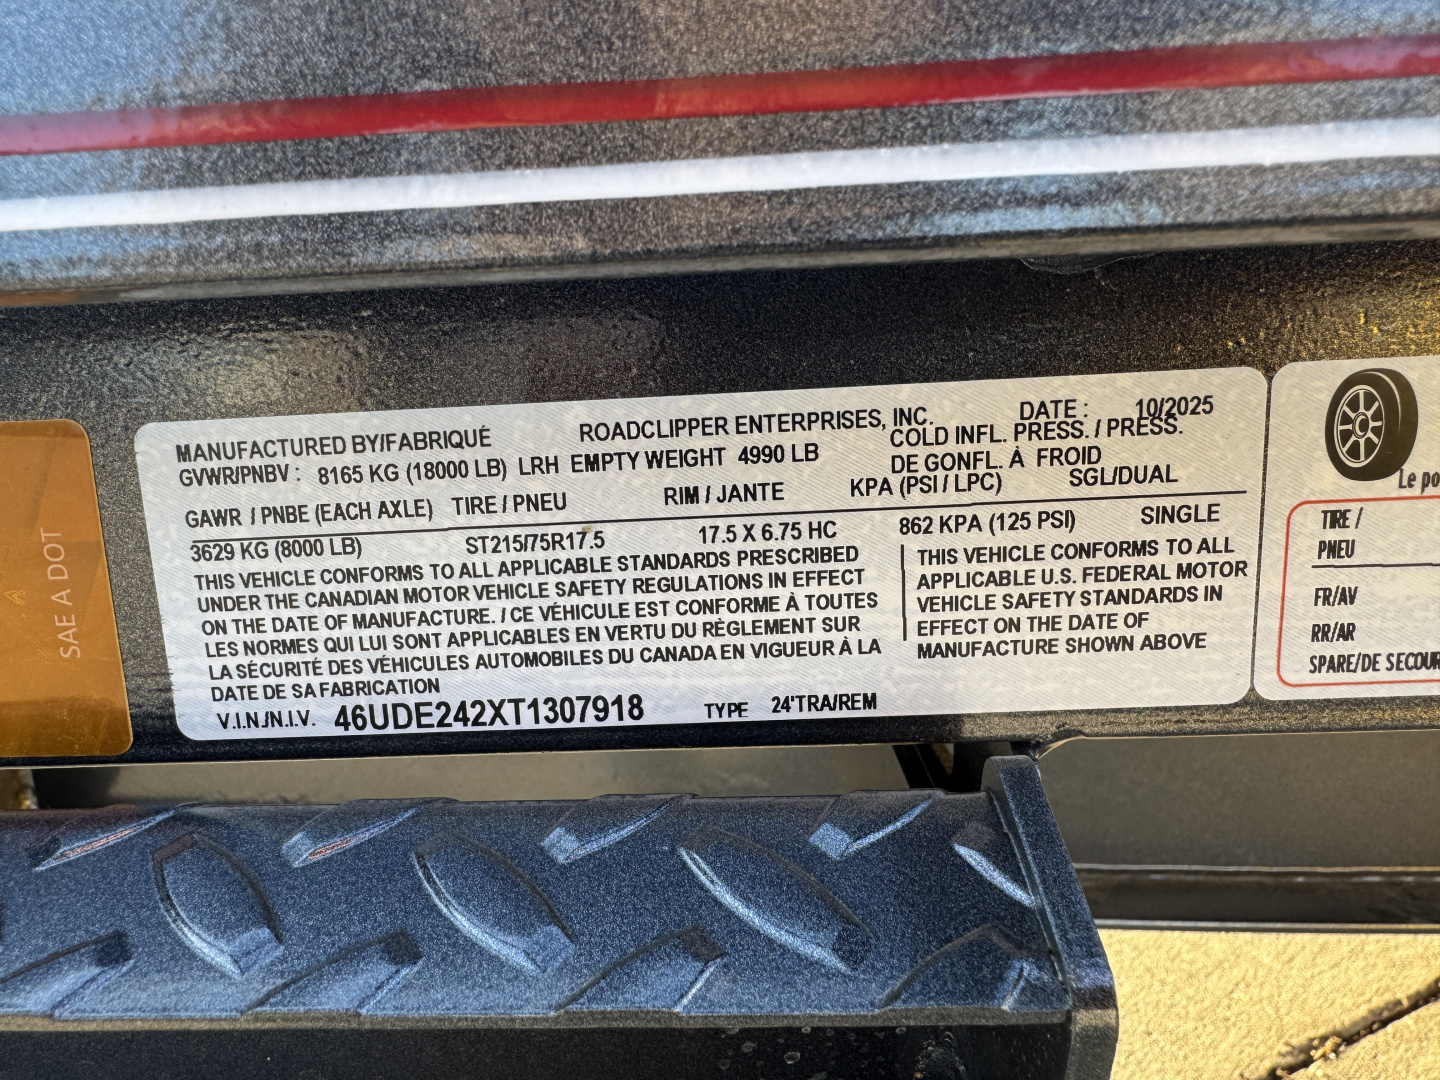 MANUFACTURED BY/FABRIQUÉ ROADCLIPPER ENTERPRISES, INC. DATE : 10/2025
GVWR/PNBV : 8165 KG (18000 LB) LRH EMPTY WEIGHT 4990 LB COLD INFL. PRESS. / PRESS.
DE GONFL. À FROID
GAWR / PNBE (EACH AXLE) TIRE / PNEU RIM / JANTE KPA (PSI / LPC) SGL/DUAL
3629 KG (8000 LB) ST215/75R17.5 17.5 X 6.75 HC 862 KPA (125 PSI) SINGLE
THIS VEHICLE CONFORMS TO ALL APPLICABLE STANDARDS PRESCRIBED
UNDER THE CANADIAN MOTOR VEHICLE SAFETY REGULATIONS IN EFFECT
ON THE DATE OF MANUFACTURE. / CE VÉHICULE EST CONFORME À TOUTES
LES NORMES QUI LUI SONT APPLICABLES EN VERTU DU RÈGLEMENT SUR
LA SÉCURITÉ DES VÉHICULES AUTOMOBILES DU CANADA EN VIGUEUR À LA
DATE DE SA FABRICATION
THIS VEHICLE CONFORMS TO ALL
APPLICABLE U.S. FEDERAL MOTOR
VEHICLE SAFETY STANDARDS IN
EFFECT ON THE DATE OF
MANUFACTURE SHOWN ABOVE
V.I.N./N.I.V. 46UDE242XT1307918 TYPE 24'TRA/REM
SAE A DOT
Le po
TIRE /
PNEU
FR/AV
RR/AR
SPARE/DE SECOUR